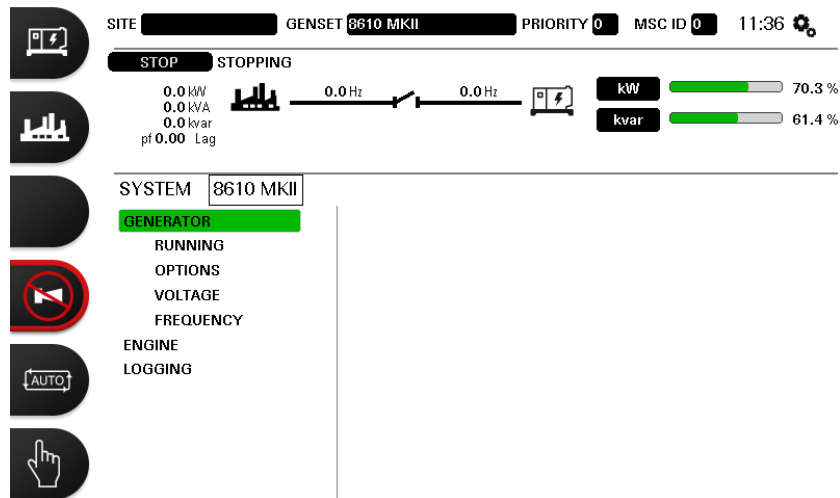 SITE GENSET 8610 MKII PRIORITY 0 MSC ID 0 11:36
STOP STOPPING
0.0 kW
0.0 kVA
0.0 kvar
pf 0.00 Lag
0.0 Hz 0.0 Hz
kW 70.3 %
kvar 61.4 %
SYSTEM 8610 MKII
GENERATOR
RUNNING
OPTIONS
VOLTAGE
FREQUENCY
ENGINE
LOGGING
AUTO